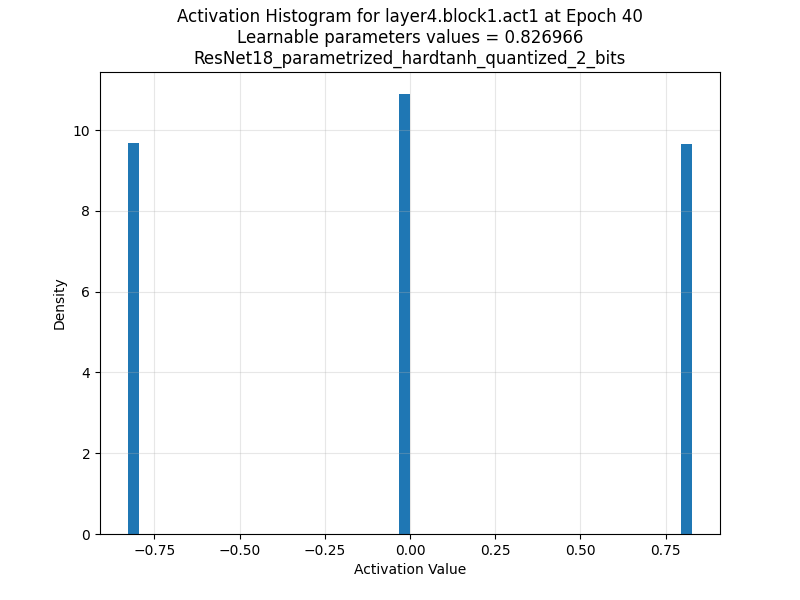 Activation Histogram for layer4.block1.act1 at Epoch 40
Learnable parameters values = 0.826966
ResNet18_parametrized_hardtanh_quantized_2_bits
Density
10
8
6
4
2
0
−0.75 −0.50 −0.25 0.00 0.25 0.50 0.75
Activation Value